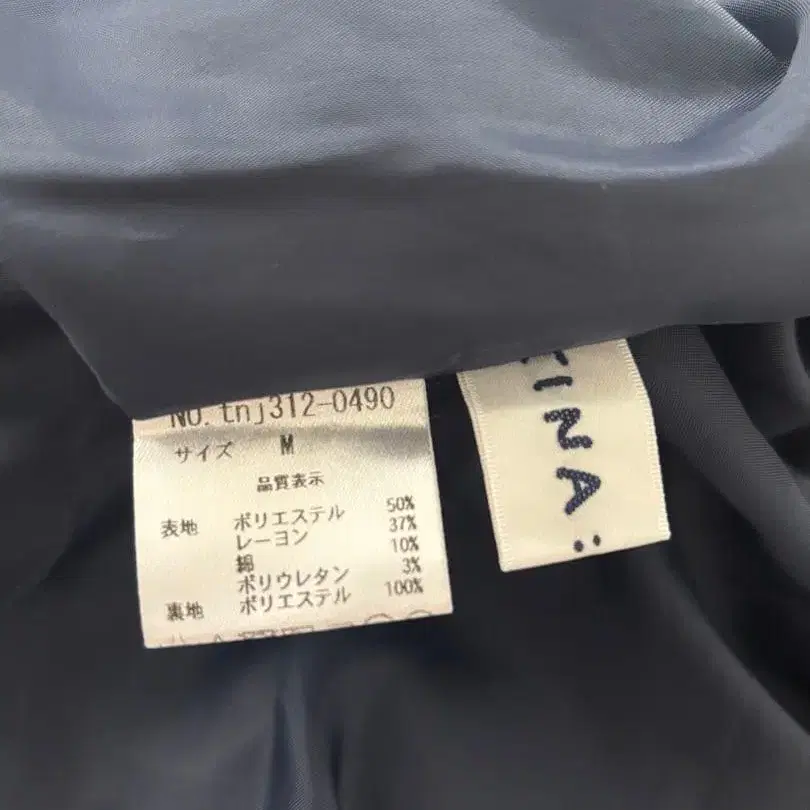 NO.tnj312-0490
サイズ M
品質表示
表地 ポリエステル 50%
レーヨン 37%
綿 10%
ポリウレタン 3%
裏地 ポリエステル 100%
INA: